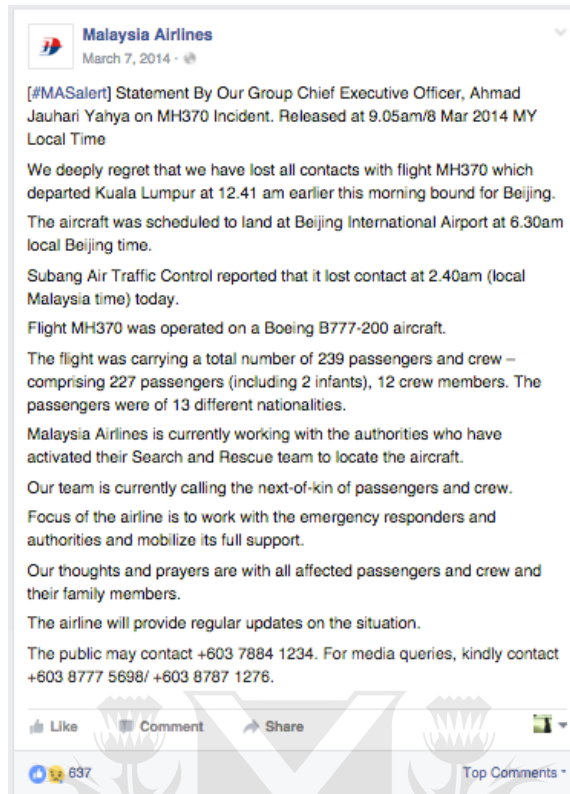 Malaysia Airlines
March 7, 2014 ·
[#MASalert] Statement By Our Group Chief Executive Officer, Ahmad
Jauhari Yahya on MH370 Incident. Released at 9.05am/8 Mar 2014 MY
Local Time
We deeply regret that we have lost all contacts with flight MH370 which
departed Kuala Lumpur at 12.41 am earlier this morning bound for Beijing.
The aircraft was scheduled to land at Beijing International Airport at 6.30am
local Beijing time.
Subang Air Traffic Control reported that it lost contact at 2.40am (local
Malaysia time) today.
Flight MH370 was operated on a Boeing B777-200 aircraft.
The flight was carrying a total number of 239 passengers and crew –
comprising 227 passengers (including 2 infants), 12 crew members. The
passengers were of 13 different nationalities.
Malaysia Airlines is currently working with the authorities who have
activated their Search and Rescue team to locate the aircraft.
Our team is currently calling the next-of-kin of passengers and crew.
Focus of the airline is to work with the emergency responders and
authorities and mobilize its full support.
Our thoughts and prayers are with all affected passengers and crew and
their family members.
The airline will provide regular updates on the situation.
The public may contact +603 7884 1234. For media queries, kindly contact
+603 8777 5698/ +603 8787 1276.
Like Comment Share
637 Top Comments